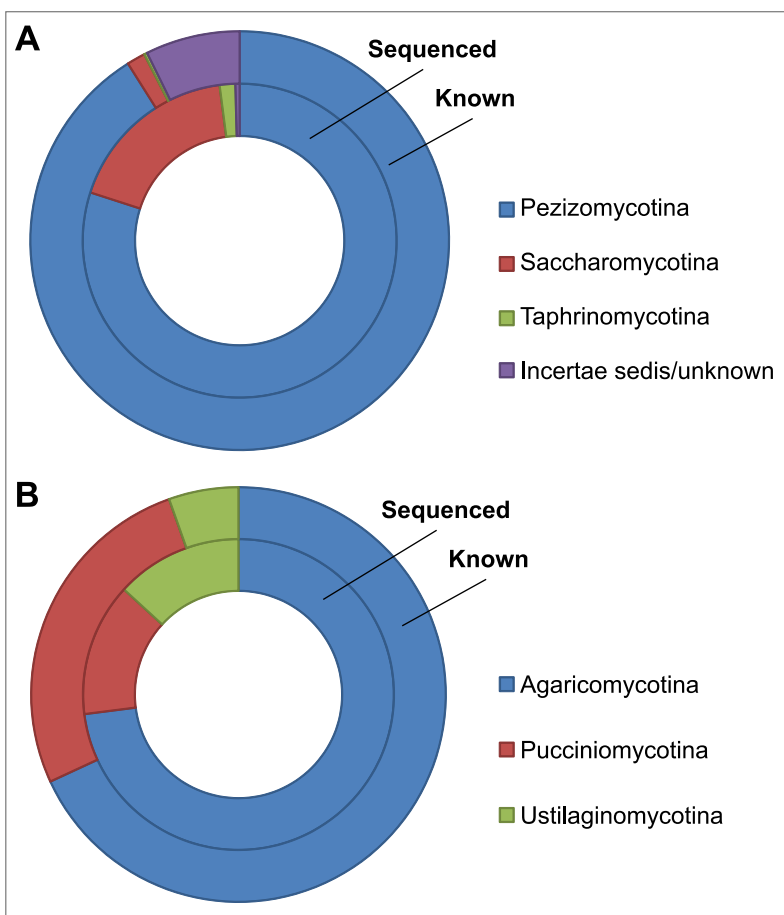 A
Sequenced
Known
Pezizomycotina
Saccharomycotina
Taphrinomycotina
Incertae sedis/unknown
B
Sequenced
Known
Agaricomycotina
Pucciniomycotina
Ustilaginomycotina